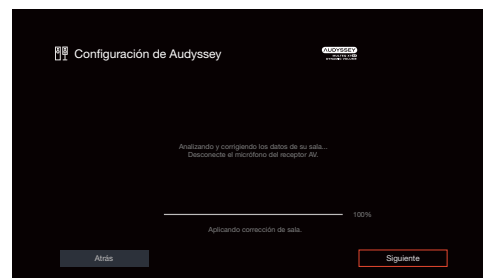 Configuración de Audyssey
AUDYSSEY
Analizando y corrigiendo los datos de su sala...
Desconecte el micrófono del receptor AV.
100%
Aplicando corrección de sala.
Atrás
Siguiente